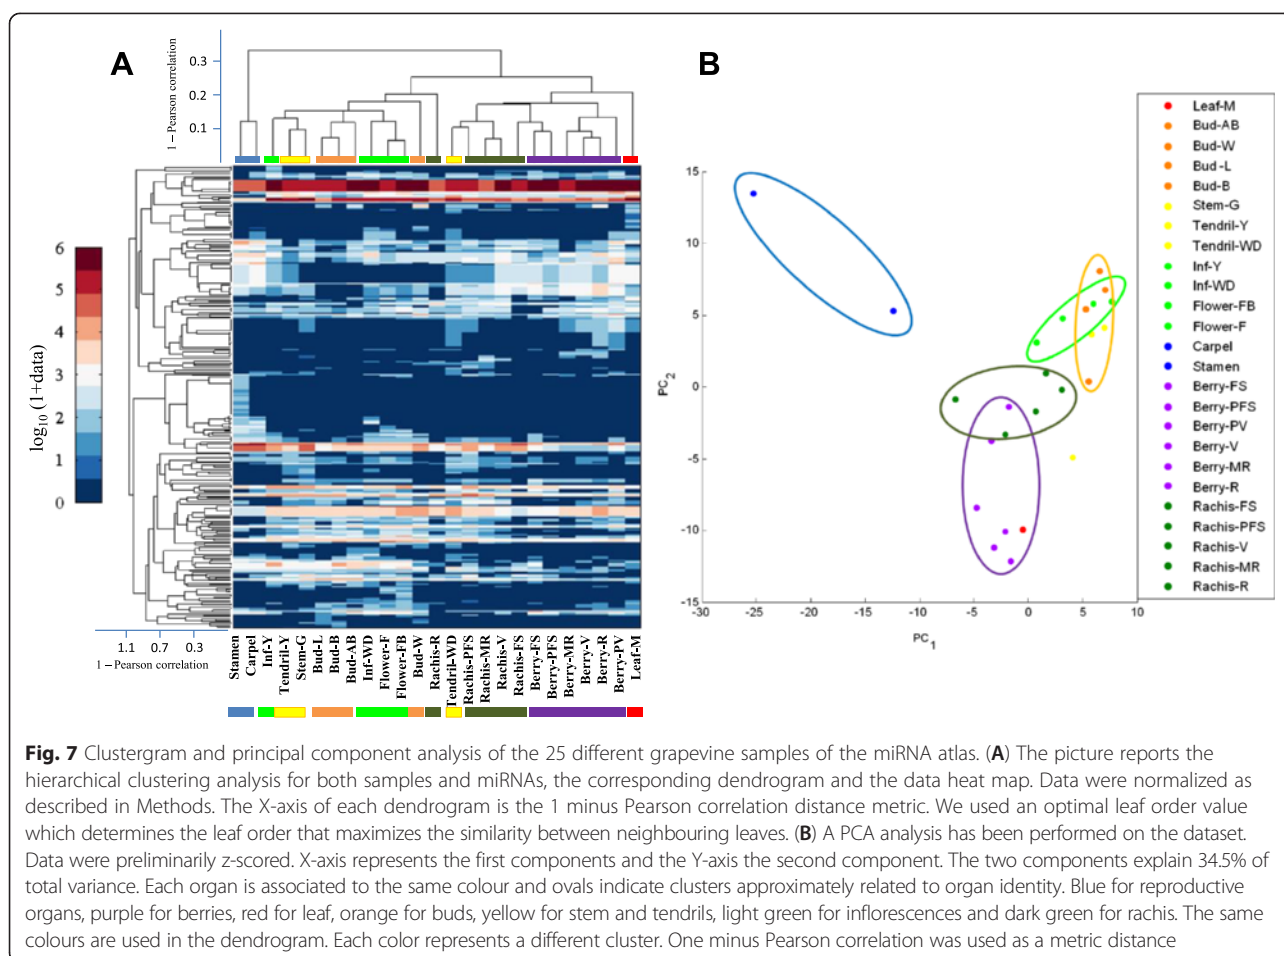 A
B
1 – Pearson correlation
0.3
0.2
0.1
log10 (1+data)
6
5
4
3
2
1
0
1.1 0.7 0.3
1 – Pearson correlation
Stamen
Carpel
Inf-Y
Tendril-Y
Stem-G
Bud-L
Bud-B
Bud-AB
Inf-WD
Flower-F
Flower-FB
Bud-W
Rachis-R
Tendril-WD
Rachis-PFS
Rachis-MR
Rachis-V
Rachis-FS
Berry-FS
Berry-PFS
Berry-MR
Berry-V
Berry-R
Berry-PV
Leaf-M
15
10
5
0
-5
-10
-15
PC2
-30 -25 -20 -15 -10 -5 0 5 10
PC1
Leaf-M
Bud-AB
Bud-W
Bud -L
Bud-B
Stem-G
Tendril-Y
Tendril-WD
Inf-Y
Inf-WD
Flower-FB
Flower-F
Carpel
Stamen
Berry-FS
Berry-PFS
Berry-PV
Berry-V
Berry-MR
Berry-R
Rachis-FS
Rachis-PFS
Rachis-V
Rachis-MR
Rachis-R
Fig. 7 Clustergram and principal component analysis of the 25 different grapevine samples of the miRNA atlas. (A) The picture reports the
hierarchical clustering analysis for both samples and miRNAs, the corresponding dendrogram and the data heat map. Data were normalized as
described in Methods. The X-axis of each dendrogram is the 1 minus Pearson correlation distance metric. We used an optimal leaf order value
which determines the leaf order that maximizes the similarity between neighbouring leaves. (B) A PCA analysis has been performed on the dataset.
Data were preliminarily z-scored. X-axis represents the first components and the Y-axis the second component. The two components explain 34.5% of
total variance. Each organ is associated to the same colour and ovals indicate clusters approximately related to organ identity. Blue for reproductive
organs, purple for berries, red for leaf, orange for buds, yellow for stem and tendrils, light green for inflorescences and dark green for rachis. The same
colours are used in the dendrogram. Each color represents a different cluster. One minus Pearson correlation was used as a metric distance